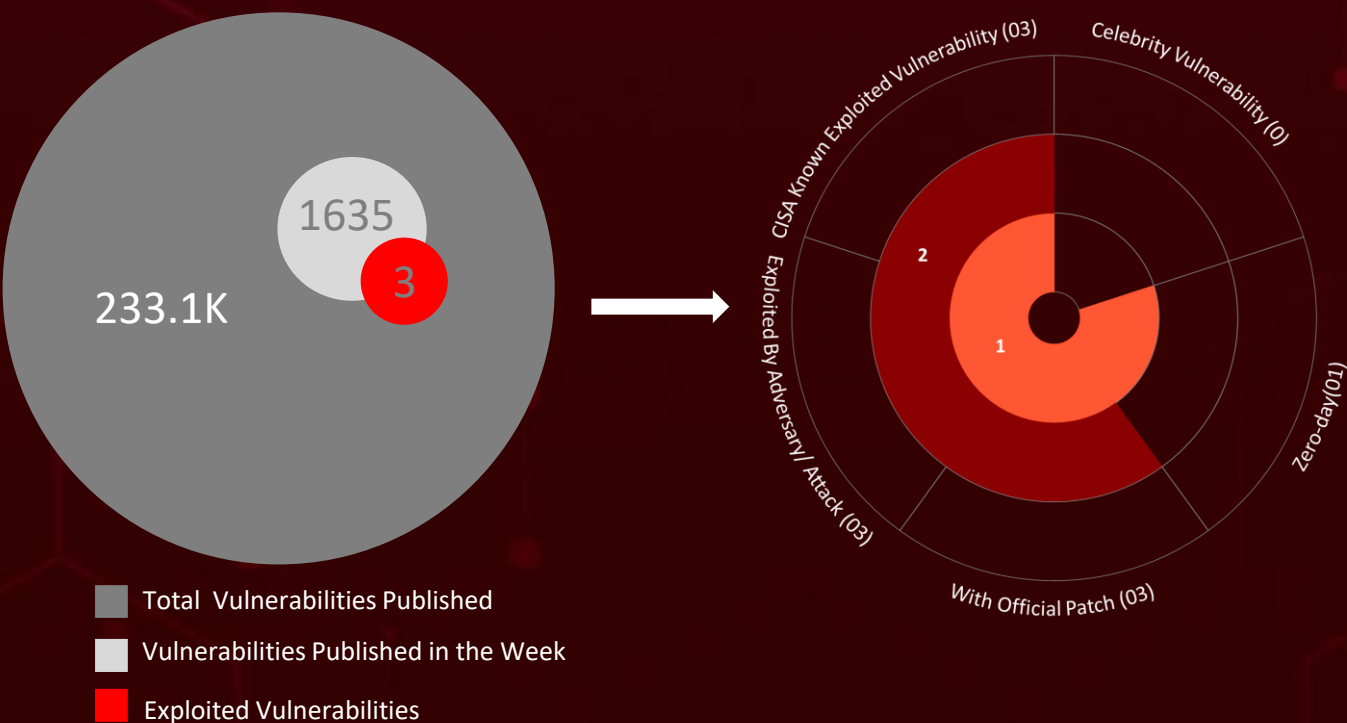 1635
3
233.1K
Total Vulnerabilities Published
Vulnerabilities Published in the Week
Exploited Vulnerabilities
CISA Known Exploited Vulnerability (03)
Celebrity Vulnerability (0)
Zero-day(01)
With Official Patch (03)
Exploited By Adversary/ Attack (03)
2
1